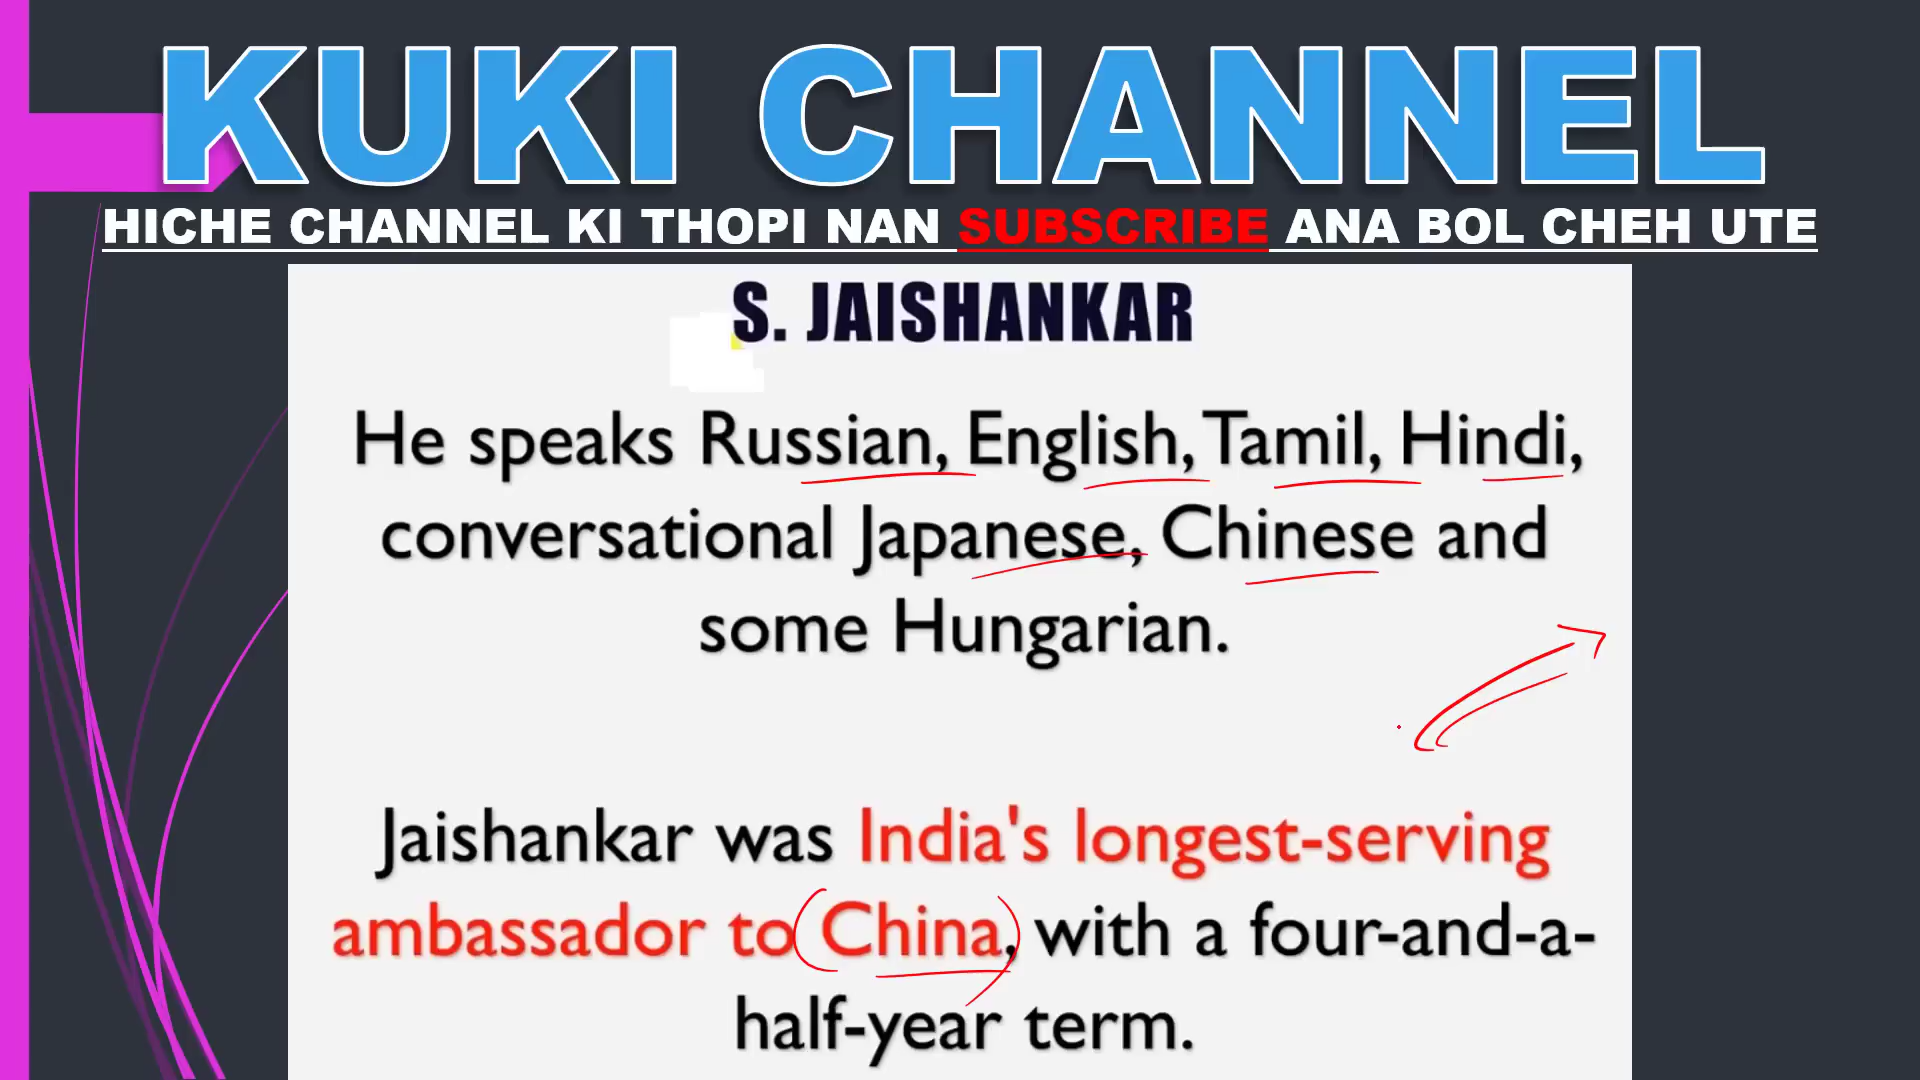 KUKI CHANNEL
HICHE CHANNEL KI THOPI NAN SUBSCRIBE ANA BOL CHEH UTE
S. JAISHANKAR
He speaks Russian, English, Tamil, Hindi,
conversational Japanese, Chinese and
some Hungarian.
Jaishankar was India's longest-serving
ambassador to China, with a four-and-a-
half-year term.